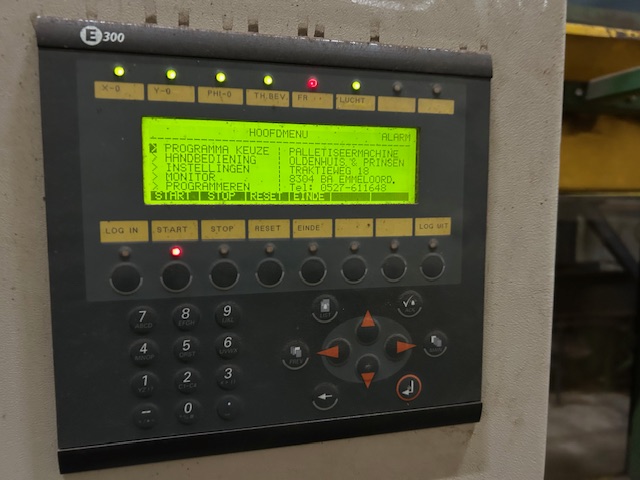 E 300
X-0 Y-0 PHI-0 TH.BEV. FR LUCHT
HOOFDMENU ALARM
PROGRAMMA KEUZE PALLETISEERMACHINE
HANDBEDIENING OLDENHUIS & PRINSEN
INSTELLINGEN TRAKTIEWEG 18
MONITOR 8304 BA EMMELOORD.
PROGRAMMEREN Tel: 0527-611648
START STOP RESET EINDE
LOG IN START STOP RESET EINDE LOG UIT
7 8 9
4 5 6
1 2 3
- 0 .